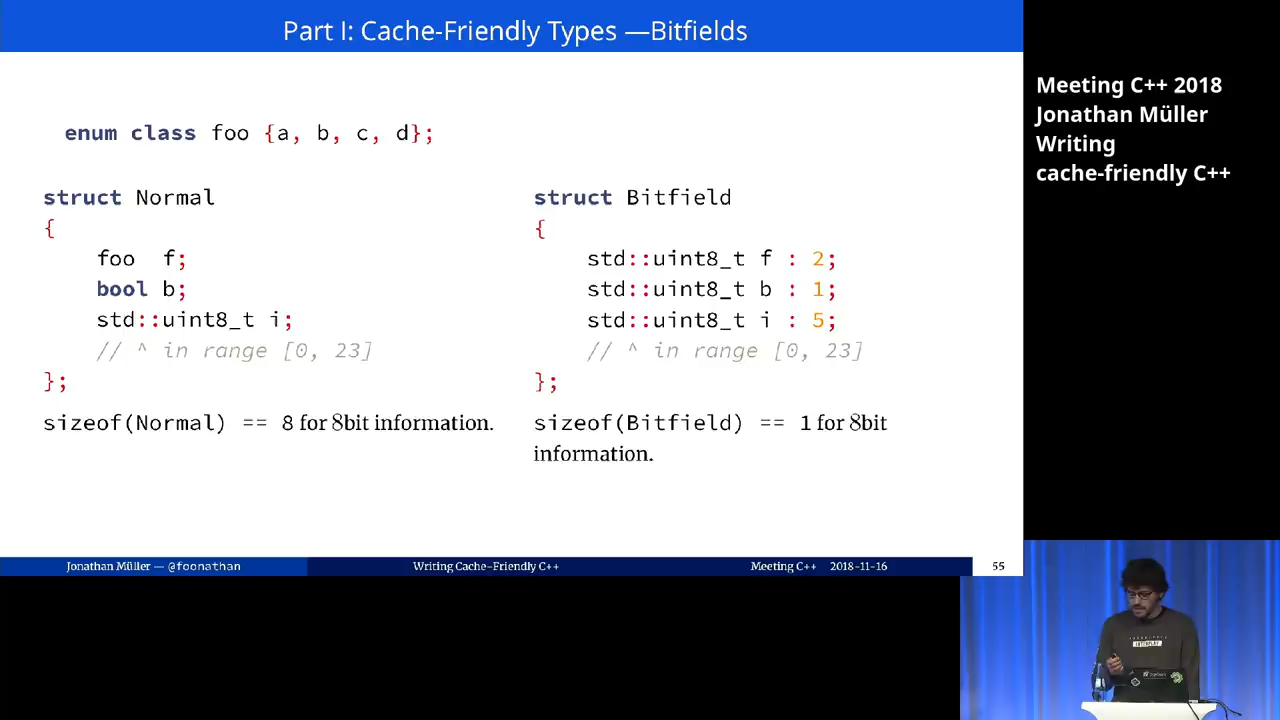 Part I: Cache-Friendly Types —Bitfields
enum class foo {a, b, c, d};
struct Normal
{
foo f;
bool b;
std::uint8_t i;
// ^ in range [0, 23]
};
sizeof(Normal) == 8 for 8bit information.
struct Bitfield
{
std::uint8_t f : 2;
std::uint8_t b : 1;
std::uint8_t i : 5;
// ^ in range [0, 23]
};
sizeof(Bitfield) == 1 for 8bit
information.
Jonathan Müller — @foonathan
Writing Cache-Friendly C++
Meeting C++ 2018-11-16
55
Meeting C++ 2018
Jonathan Müller
Writing
cache-friendly C++